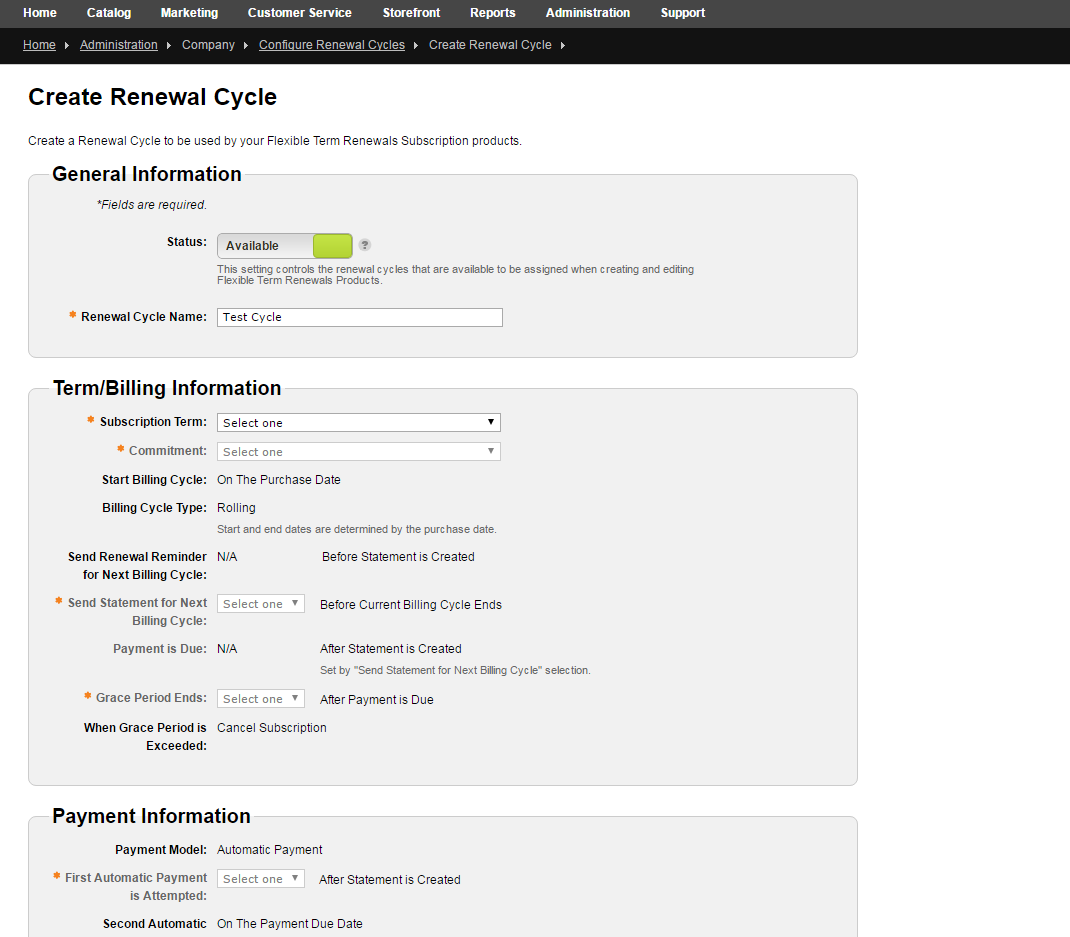 Home Catalog Marketing Customer Service Storefront Reports Administration Support
Home Administration Company Configure Renewal Cycles Create Renewal Cycle
Create Renewal Cycle
Create a Renewal Cycle to be used by your Flexible Term Renewals Subscription products.
General Information
*Fields are required.
Status: Available ?
This setting controls the renewal cycles that are available to be assigned when creating and editing
Flexible Term Renewals Products.
* Renewal Cycle Name: Test Cycle
Term/Billing Information
* Subscription Term: Select one
* Commitment: Select one
Start Billing Cycle: On The Purchase Date
Billing Cycle Type: Rolling
Start and end dates are determined by the purchase date.
Send Renewal Reminder N/A Before Statement is Created
for Next Billing Cycle:
* Send Statement for Next Select one Before Current Billing Cycle Ends
Billing Cycle:
Payment is Due: N/A After Statement is Created
Set by "Send Statement for Next Billing Cycle" selection.
* Grace Period Ends: Select one After Payment is Due
When Grace Period is Cancel Subscription
Exceeded:
Payment Information
Payment Model: Automatic Payment
* First Automatic Payment Select one After Statement is Created
is Attempted:
Second Automatic On The Payment Due Date